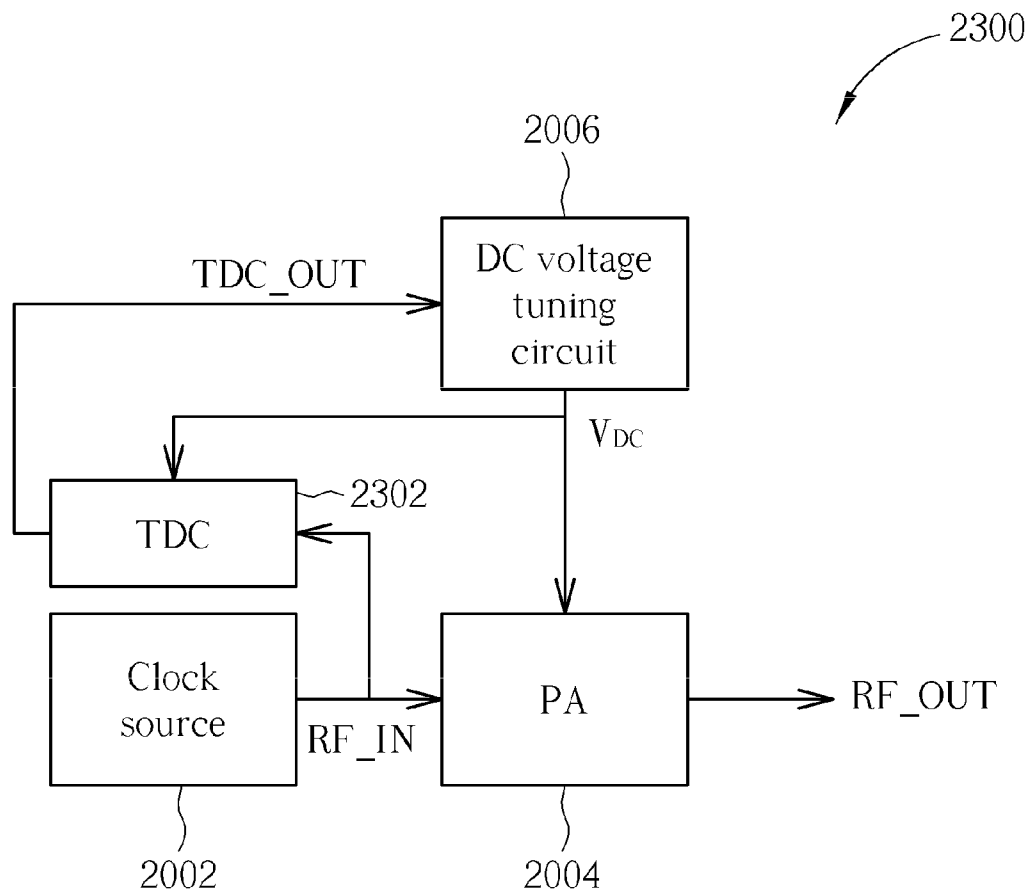 2300
2006
DC voltage
tuning
circuit
TDC_OUT
VDC
2302
TDC
Clock
source
RF_IN
PA
RF_OUT
2002
2004